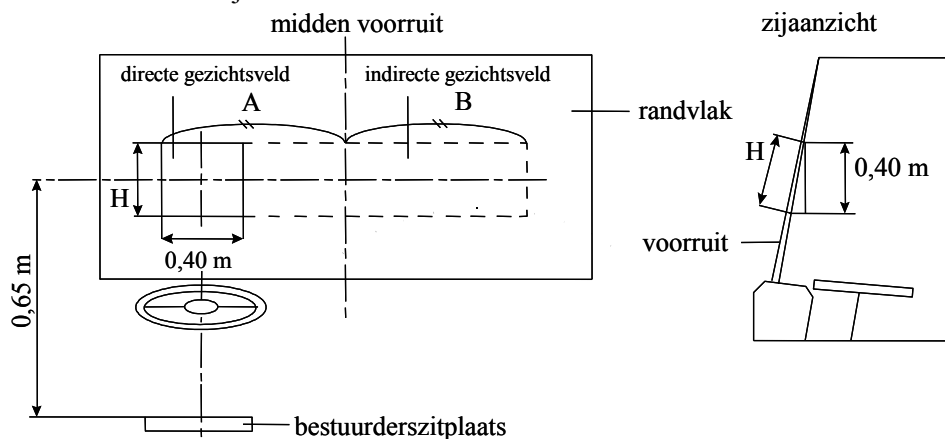 midden voorruit
zijaanzicht
directe gezichtsveld
indirecte gezichtsveld
A
B
randvlak
H
H
0,40 m
0,40 m
voorruit
0,65 m
bestuurderszitplaats